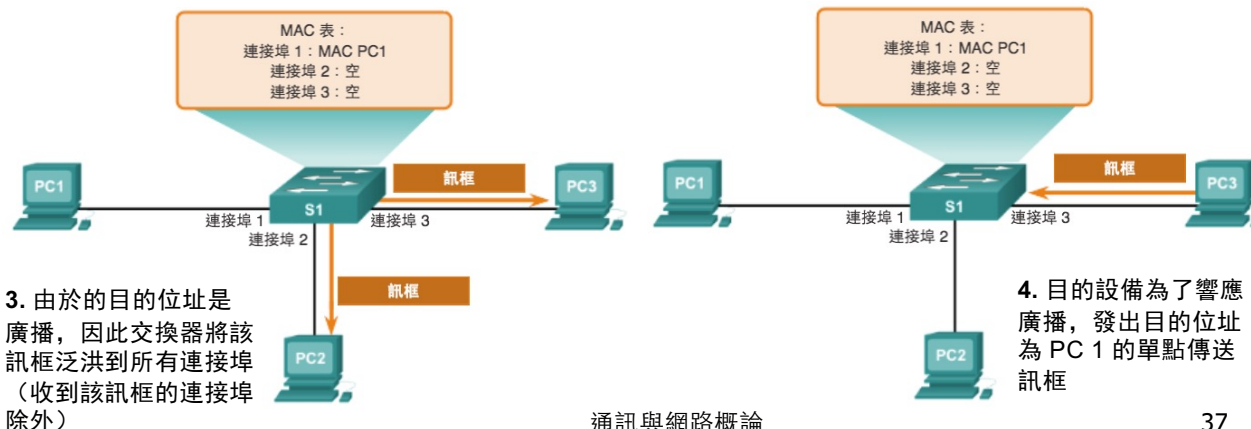 MAC 表：
連接埠 1：MAC PC1
連接埠 2：空
連接埠 3：空
PC1
訊框
PC3
S1
連接埠 1
連接埠 3
連接埠 2
訊框
PC2
3. 由於的目的位址是
廣播，因此交換器將該
訊框泛洪到所有連接埠
（收到該訊框的連接埠
除外）
MAC 表：
連接埠 1：MAC PC1
連接埠 2：空
連接埠 3：空
PC1
訊框
PC3
S1
連接埠 1
連接埠 3
連接埠 2
PC2
4. 目的設備為了響應
廣播，發出目的位址
為 PC 1 的單點傳送
訊框
通訊與網路概論
37